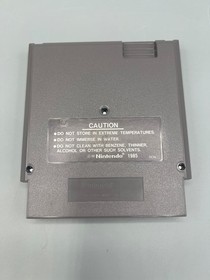 CAUTION
●DO NOT STORE IN EXTREME TEMPERATURES.
●DO NOT IMMERSE IN WATER.
●DO NOT CLEAN WITH BENZENE, THINNER,
ALCOHOL OR OTHER SUCH SOLVENTS.
Nintendo 1985